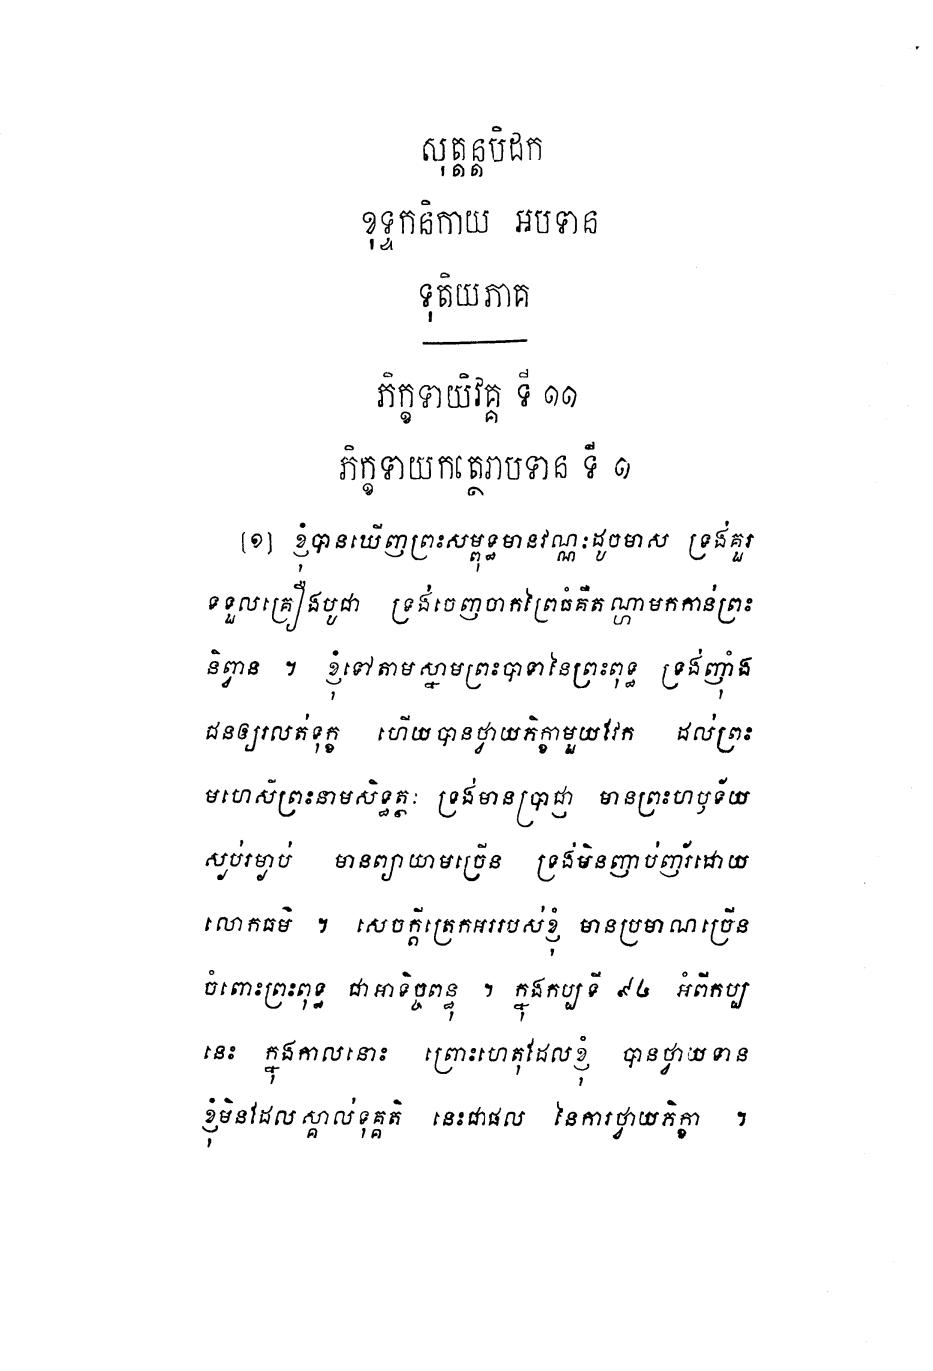 សុត្តន្តបិដក
ខុទ្ទកនិកាយ អបទាន
ទុតិយភាគ
ភិក្ខទាយិវគ្គ ទី ១១
ភិក្ខទាយកត្ថេរាបទាន ទី ១
(១) ខ្ញុំបានឃើញព្រះសម្ពុទ្ធមានវណ្ណៈដូចមាស ទ្រង់គួរ
ទទួលគ្រឿងបូជា ទ្រង់ចេញចាកព្រៃធំគឺតណ្ហាមកកាន់ព្រះ
និព្វាន ។ ខ្ញុំទៅតាមស្នាមព្រះបាទានៃព្រះពុទ្ធ ទ្រង់ញ៉ាំង
ជនឲ្យរលត់ទុក្ខ ហើយបានថ្វាយភិក្ខាមួយវែក ដល់ព្រះ
មហេសីព្រះនាមសិទ្ធត្ថៈ ទ្រង់មានប្រាជ្ញា មានព្រះហឫទ័យ
ស្ងប់រម្ងាប់ មានព្យាយាមច្រើន ទ្រង់មិនញាប់ញ័រដោយ
លោកធម៌ ។ សេចក្តីត្រេកអររបស់ខ្ញុំ មានប្រមាណច្រើន
ចំពោះព្រះពុទ្ធ ជាអាទិច្ចពន្ធុ ។ ក្នុងកប្បទី ៩៤ អំពីកប្ប
នេះ ក្នុងកាលនោះ ព្រោះហេតុដែលខ្ញុំ បានថ្វាយទាន
ខ្ញុំមិនដែលស្គាល់ទុគ្គតិ នេះជាផល នៃការថ្វាយភិក្ខា ។